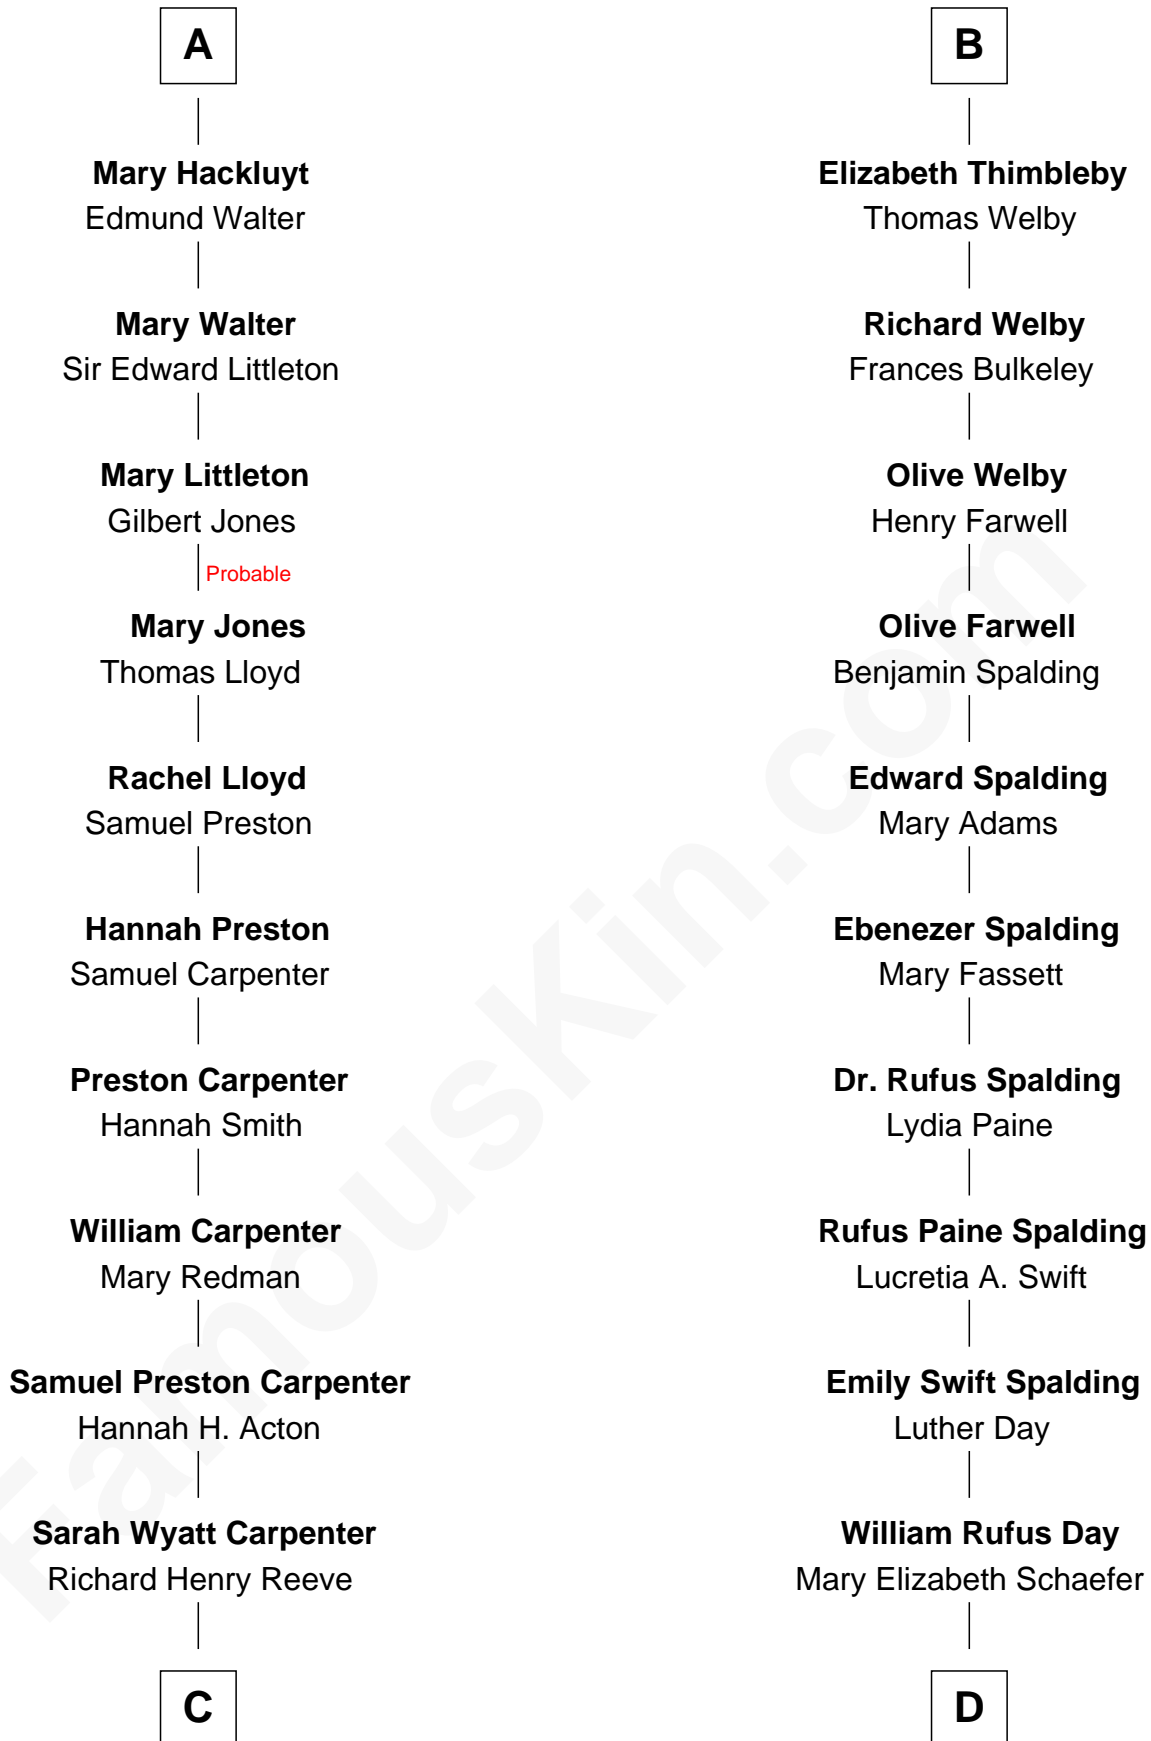 A
Mary Hackluyt
Edmund Walter
Mary Walter
Sir Edward Littleton
Mary Littleton
Gilbert Jones
Probable
Mary Jones
Thomas Lloyd
Rachel Lloyd
Samuel Preston
Hannah Preston
Samuel Carpenter
Preston Carpenter
Hannah Smith
William Carpenter
Mary Redman
Samuel Preston Carpenter
Hannah H. Acton
Sarah Wyatt Carpenter
Richard Henry Reeve
C
B
Elizabeth Thimbleby
Thomas Welby
Richard Welby
Frances Bulkeley
Olive Welby
Henry Farwell
Olive Farwell
Benjamin Spalding
Edward Spalding
Mary Adams
Ebenezer Spalding
Mary Fassett
Dr. Rufus Spalding
Lydia Paine
Rufus Paine Spalding
Lucretia A. Swift
Emily Swift Spalding
Luther Day
William Rufus Day
Mary Elizabeth Schaefer
D
FamousKin.com